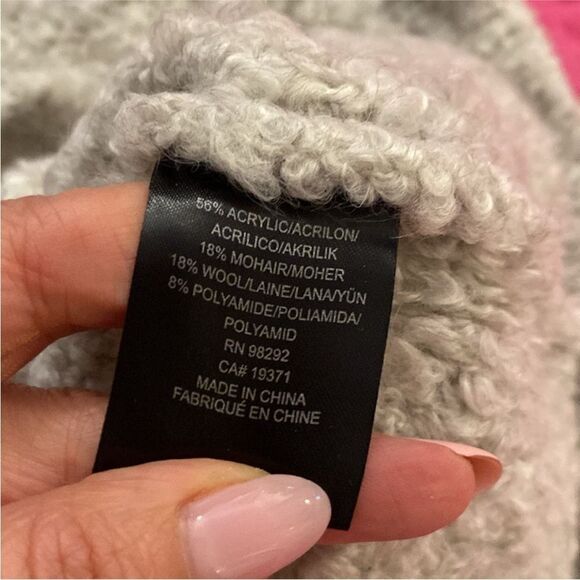 56% ACRYLIC/ACRILON/
ACRILICO/AKRILIK
18% MOHAIR/MOHER
18% WOOL/LAINE/LANA/YÜN
8% POLYAMIDE/POLIAMIDA/
POLYAMID
RN 98292
CA# 19371
MADE IN CHINA
FABRIQUÉ EN CHINE